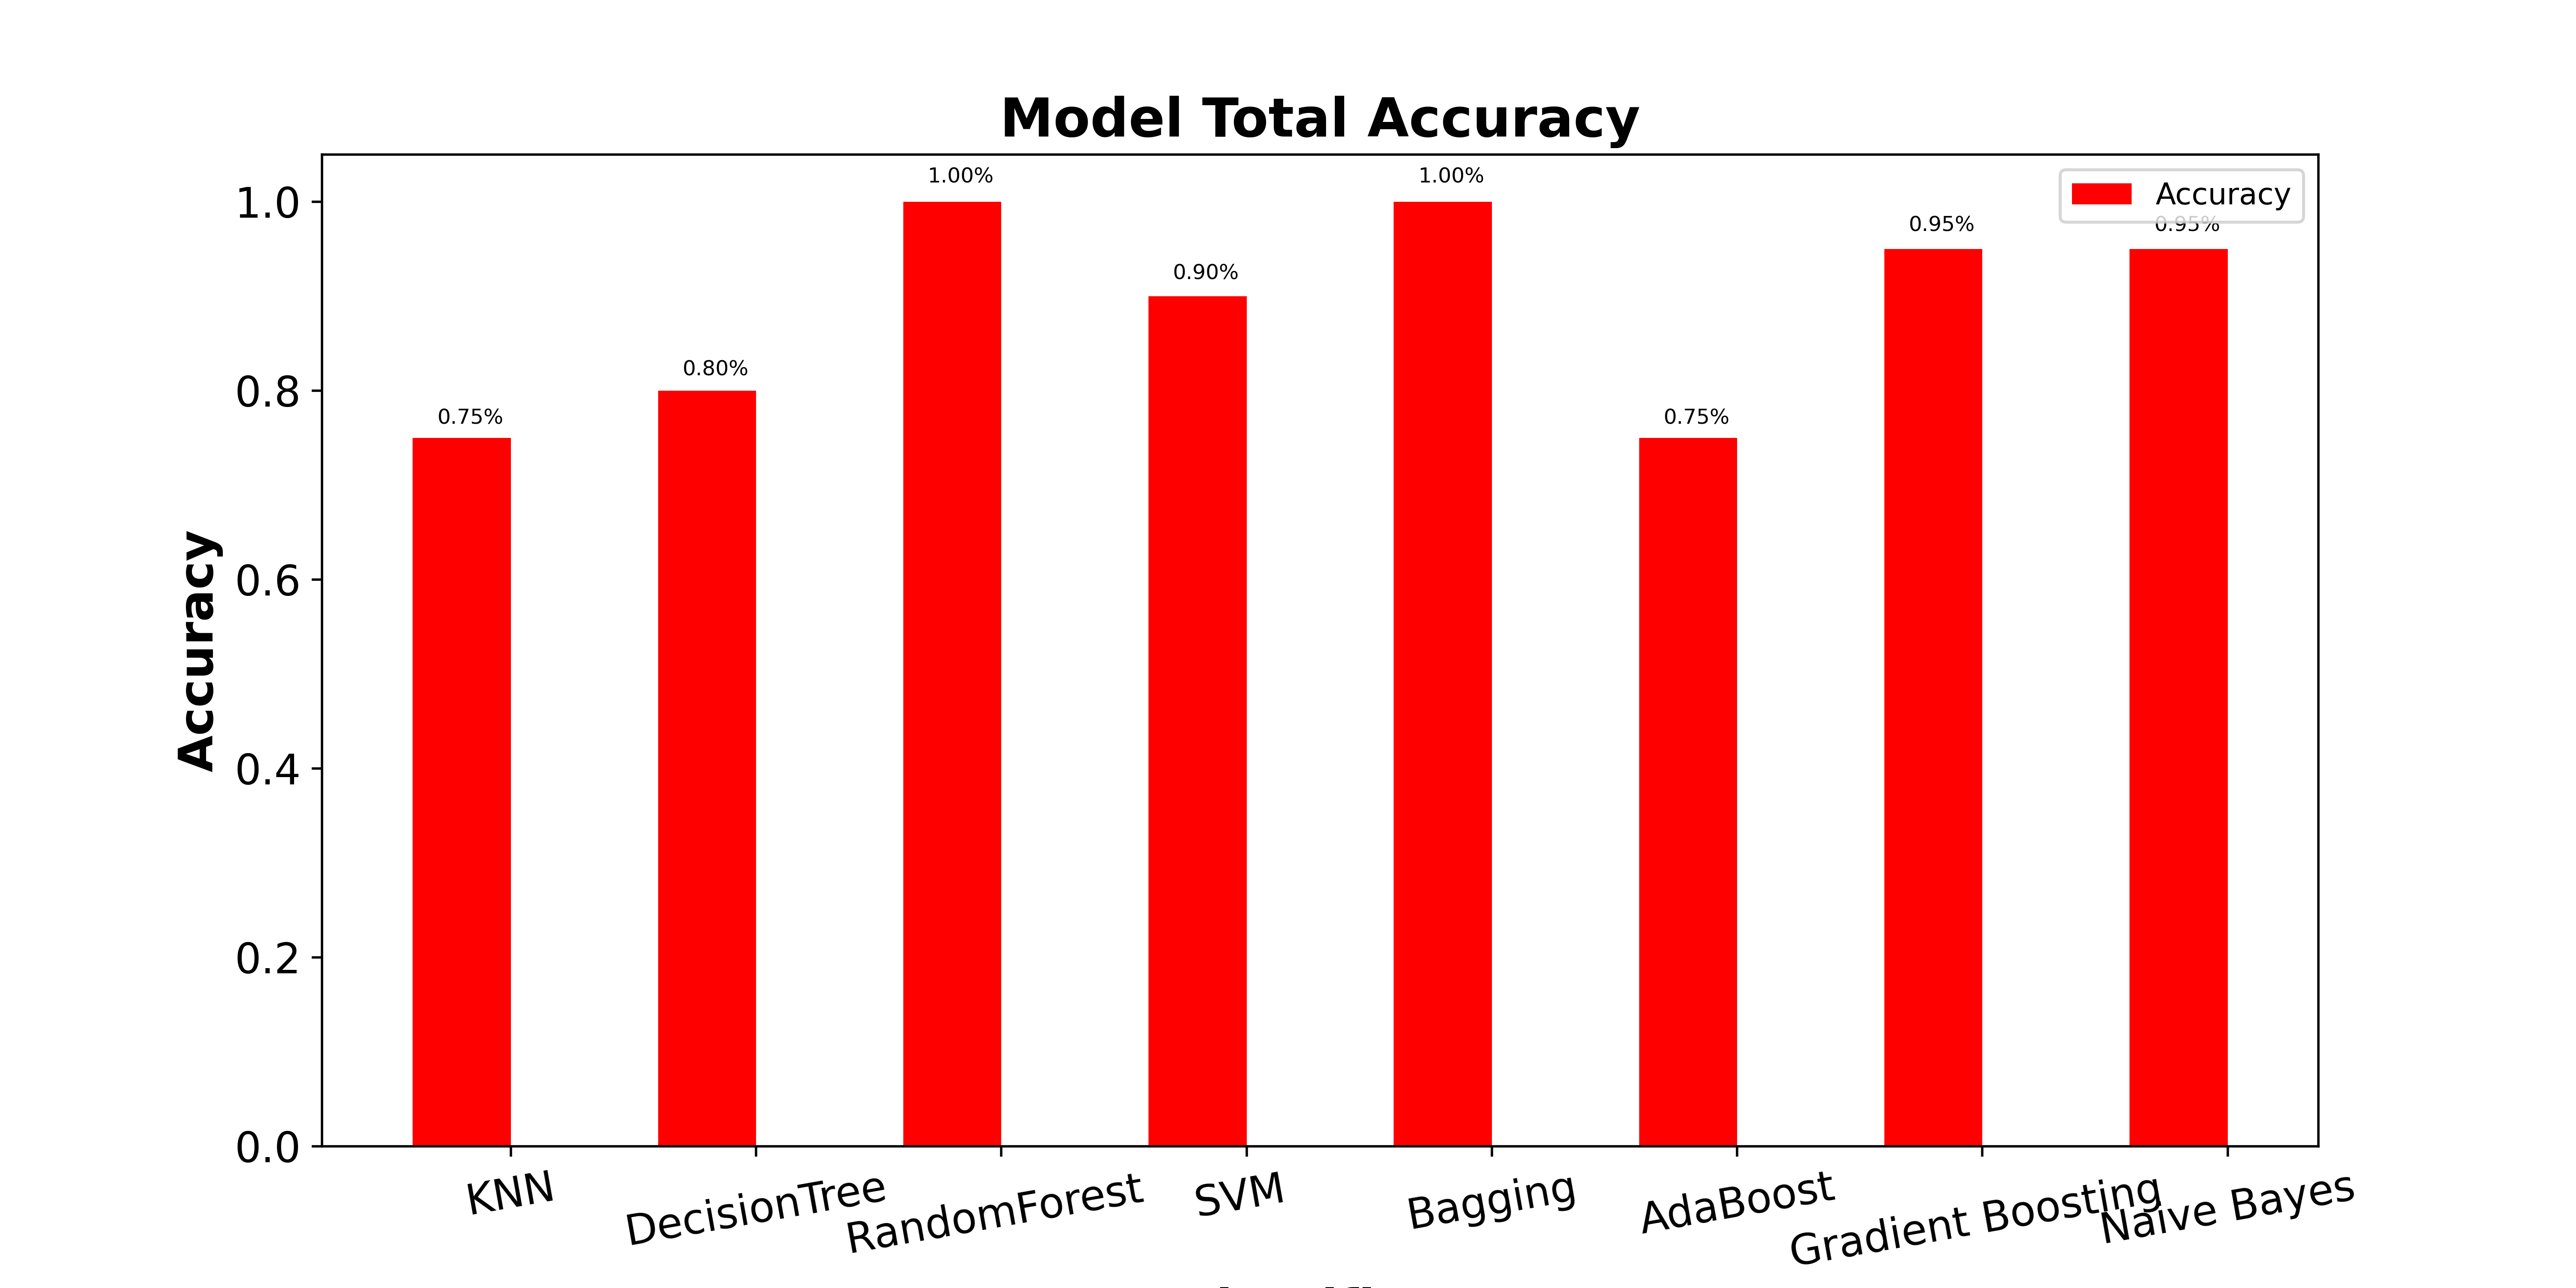 Model Total Accuracy
Accuracy
1.0
0.8
0.6
0.4
0.2
0.0
0.75%
0.80%
1.00%
0.90%
1.00%
0.75%
0.95%
0.95%
Accuracy
KNN
DecisionTree
RandomForest
SVM
Bagging
AdaBoost
Gradient Boosting
Naive Bayes